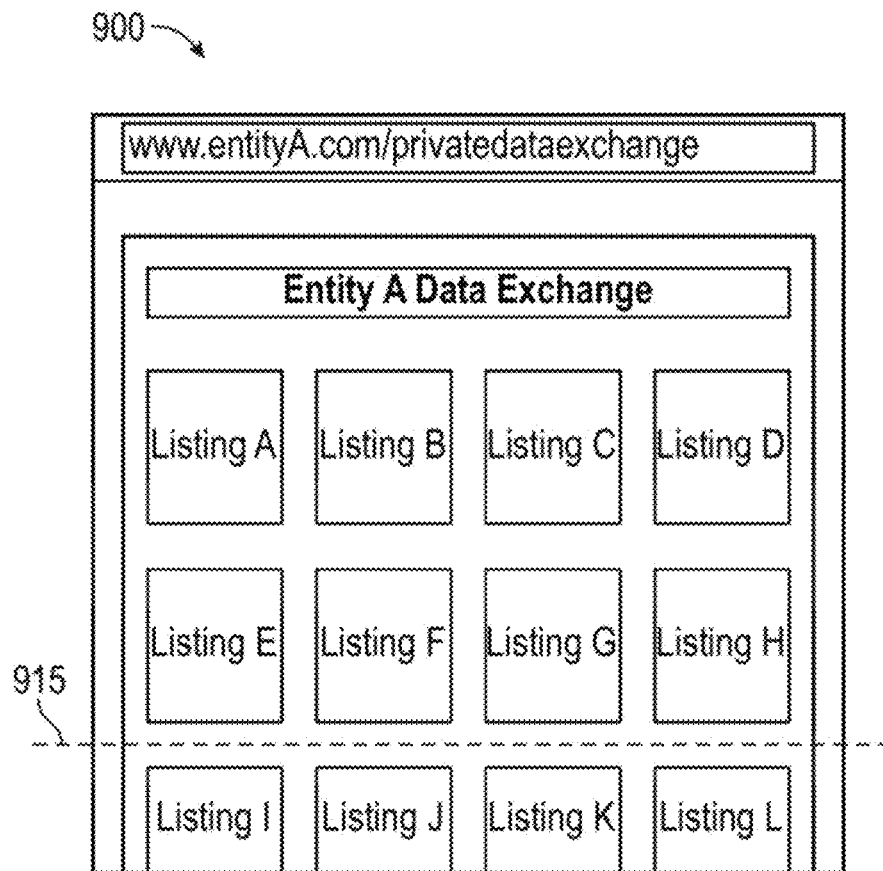 900
www.entityA.com/privatedataexchange
Entity A Data Exchange
Listing A Listing B Listing C Listing D
Listing E Listing F Listing G Listing H
915
Listing I Listing J Listing K Listing L